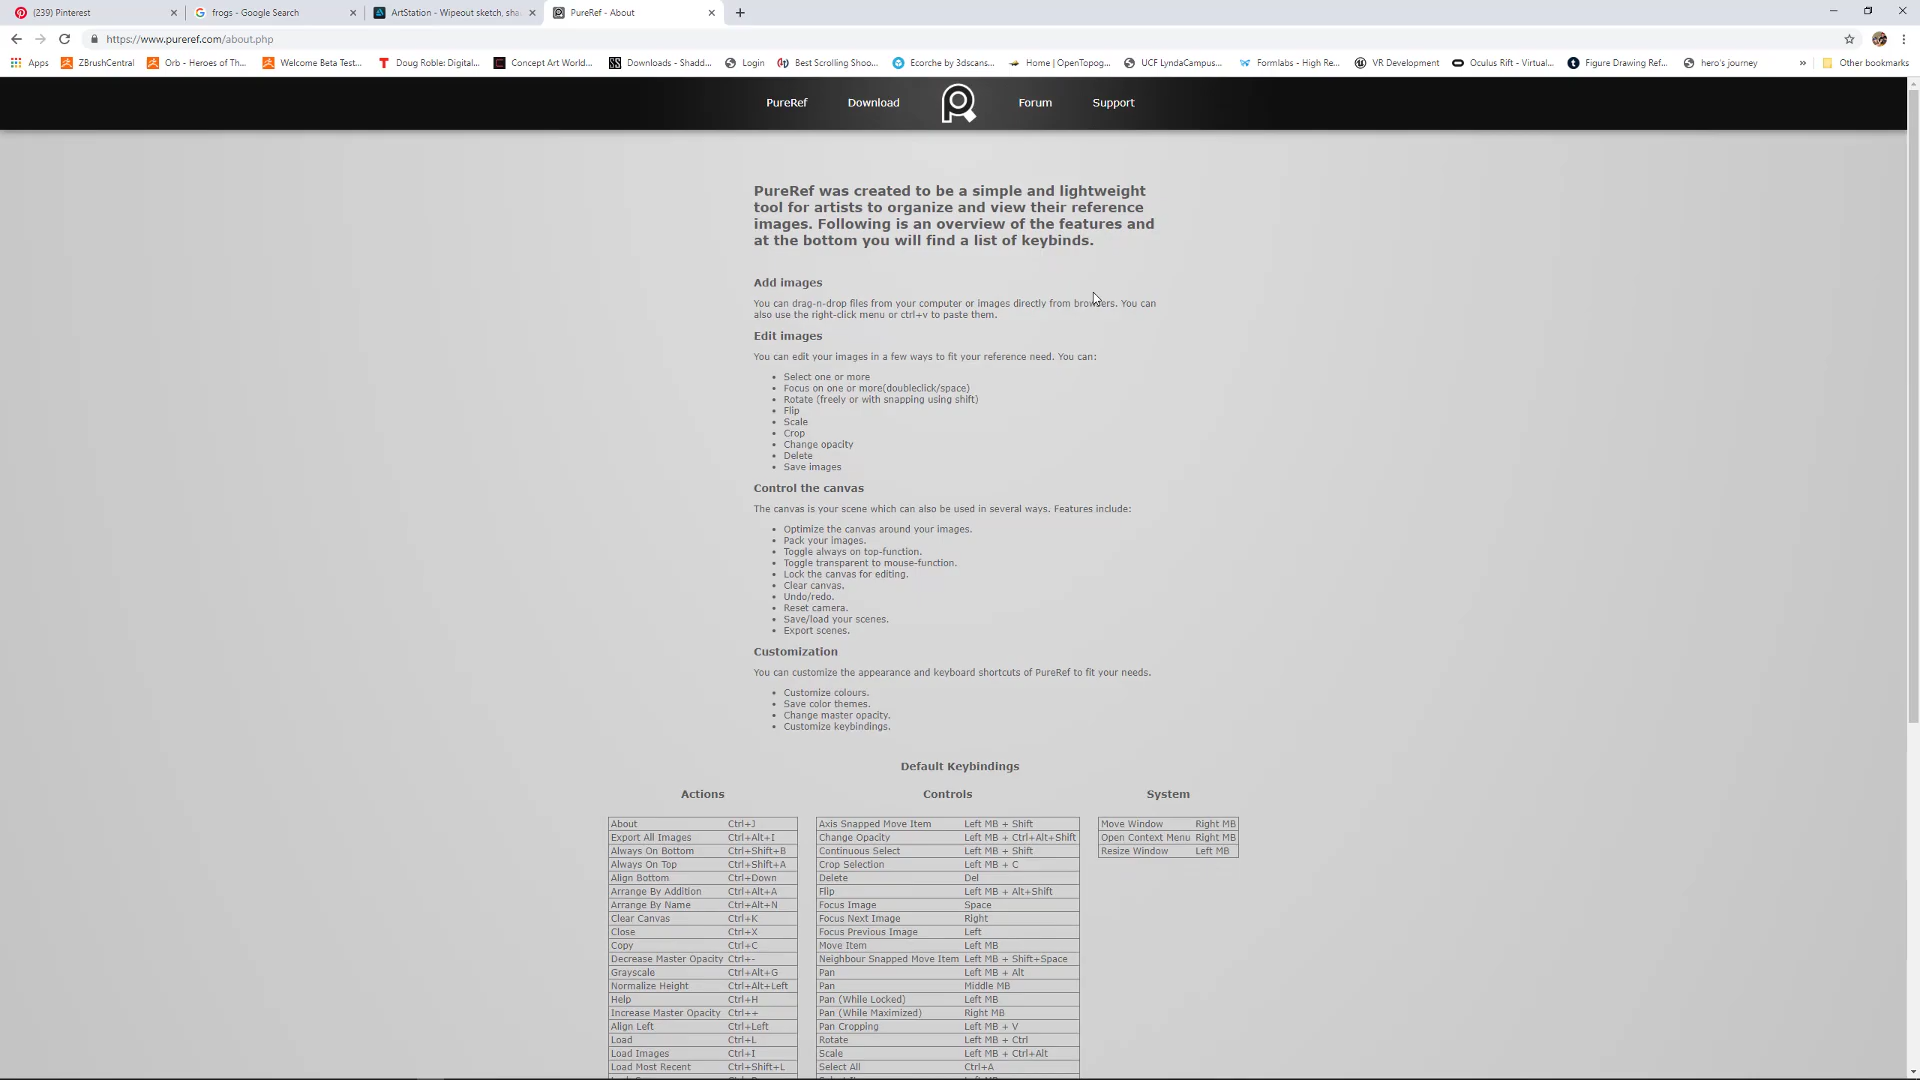 (239) Pinterest
frogs - Google Search
ArtStation - Wipeout sketch, sha
PureRef - About
https://www.pureref.com/about.php
Apps ZBrushCentral Orb - Heroes of Th... Welcome Beta Test... Doug Roble: Digital... Concept Art World... Downloads - Shadd... Login Best Scrolling Shoo... Ecorche by 3dscans... Home | OpenTopog... UCF LyndaCampus... Formlabs - High Re... VR Development Oculus Rift - Virtual... Figure Drawing Ref... hero's journey » Other bookmarks
PureRef Download Forum Support
PureRef was created to be a simple and lightweight
tool for artists to organize and view their reference
images. Following is an overview of the features and
at the bottom you will find a list of keybinds.
Add images
You can drag-n-drop files from your computer or images directly from browsers. You can
also use the right-click menu or ctrl+v to paste them.
Edit images
You can edit your images in a few ways to fit your reference need. You can:
• Select one or more
• Focus on one or more(doubleclick/space)
• Rotate (freely or with snapping using shift)
• Flip
• Scale
• Crop
• Change opacity
• Delete
• Save images
Control the canvas
The canvas is your scene which can also be used in several ways. Features include:
• Optimize the canvas around your images.
• Pack your images.
• Toggle always on top-function.
• Toggle transparent to mouse-function.
• Lock the canvas for editing.
• Clear canvas.
• Undo/redo.
• Reset camera.
• Save/load your scenes.
• Export scenes.
Customization
You can customize the appearance and keyboard shortcuts of PureRef to fit your needs.
• Customize colours.
• Save color themes.
• Change master opacity.
• Customize keybindings.
Default Keybindings
Actions
About Ctrl+J
Export All Images Ctrl+Alt+I
Always On Bottom Ctrl+Shift+B
Always On Top Ctrl+Shift+A
Align Bottom Ctrl+Down
Arrange By Addition Ctrl+Alt+A
Arrange By Name Ctrl+Alt+N
Clear Canvas Ctrl+K
Close Ctrl+X
Copy Ctrl+C
Decrease Master Opacity Ctrl+-
Grayscale Ctrl+Alt+G
Normalize Height Ctrl+Alt+Left
Help Ctrl+H
Increase Master Opacity Ctrl++
Align Left Ctrl+Left
Load Ctrl+L
Load Images Ctrl+I
Load Most Recent Ctrl+Shift+L
Controls
Axis Snapped Move Item Left MB + Shift
Change Opacity Left MB + Ctrl+Alt+Shift
Continuous Select Left MB + Shift
Crop Selection Left MB + C
Delete Del
Flip Left MB + Alt+Shift
Focus Image Space
Focus Next Image Right
Focus Previous Image Left
Move Item Left MB
Neighbour Snapped Move Item Left MB + Shift+Space
Pan Left MB + Alt
Pan Middle MB
Pan (While Locked) Left MB
Pan (While Maximized) Right MB
Pan Cropping Left MB + V
Rotate Left MB + Ctrl
Scale Left MB + Ctrl+Alt
Select All Ctrl+A
System
Move Window Right MB
Open Context Menu Right MB
Resize Window Left MB